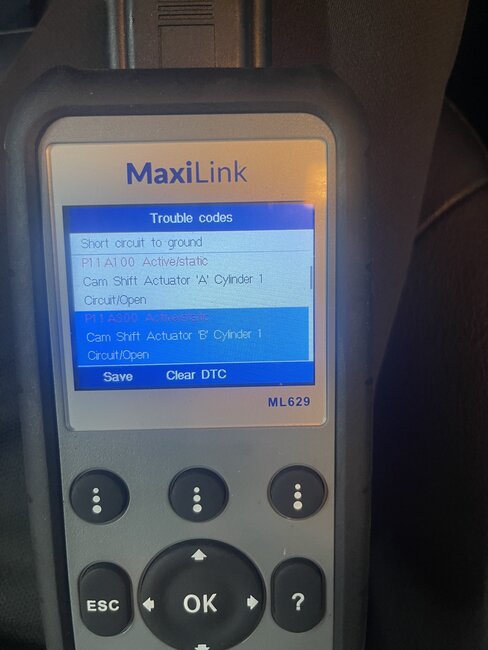 MaxiLink
Trouble codes
Short circuit to ground
P11A100 Active/static
Cam Shift Actuator 'A' Cylinder 1
Circuit/Open
P11A300 Active/static
Cam Shift Actuator 'B' Cylinder 1
Circuit/Open
Save Clear DTC
ML629
ESC OK ?